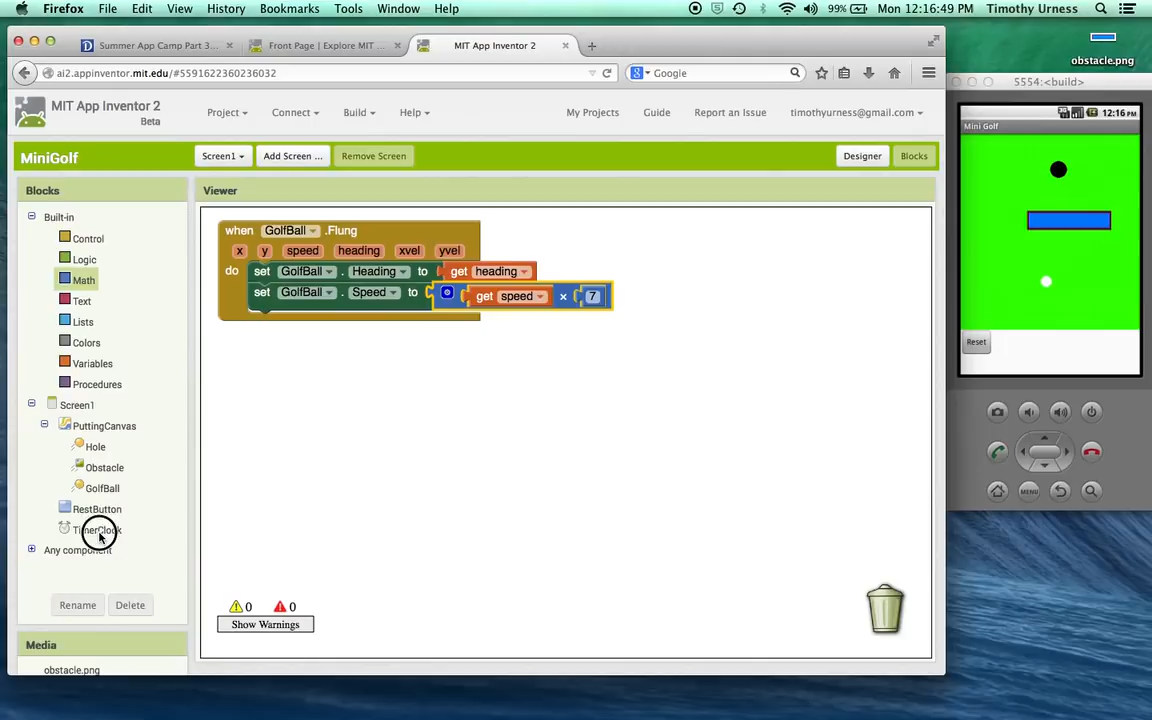 Firefox File Edit View History Bookmarks Tools Window Help 99% Mon 12:16:49 Timothy Urness
Summer App Camp Part 3... Front Page | Explore MIT ... MIT App Inventor 2
obstacle.png
ai2.appinventor.mit.edu/#5591622360236032 Google
5554:<build>
MIT App Inventor 2
Beta
Project Connect Build Help My Projects Guide Report an Issue timothyurness@gmail.com
12:16 PM
Mini Golf
MiniGolf Screen1 Add Screen ... Remove Screen Designer Blocks
Blocks Viewer
Built-in
Control
Logic
Math
Text
Lists
Colors
Variables
Procedures
Screen1
PuttingCanvas
Hole
Obstacle
GolfBall
RestButton
TimerClock
Any component
Rename Delete
Media
obstacle.png
when GolfBall .Flung
x y speed heading xvel yvel
do set GolfBall . Heading to get heading
set GolfBall . Speed to get speed × 7
0 0
Show Warnings
Reset
MENU